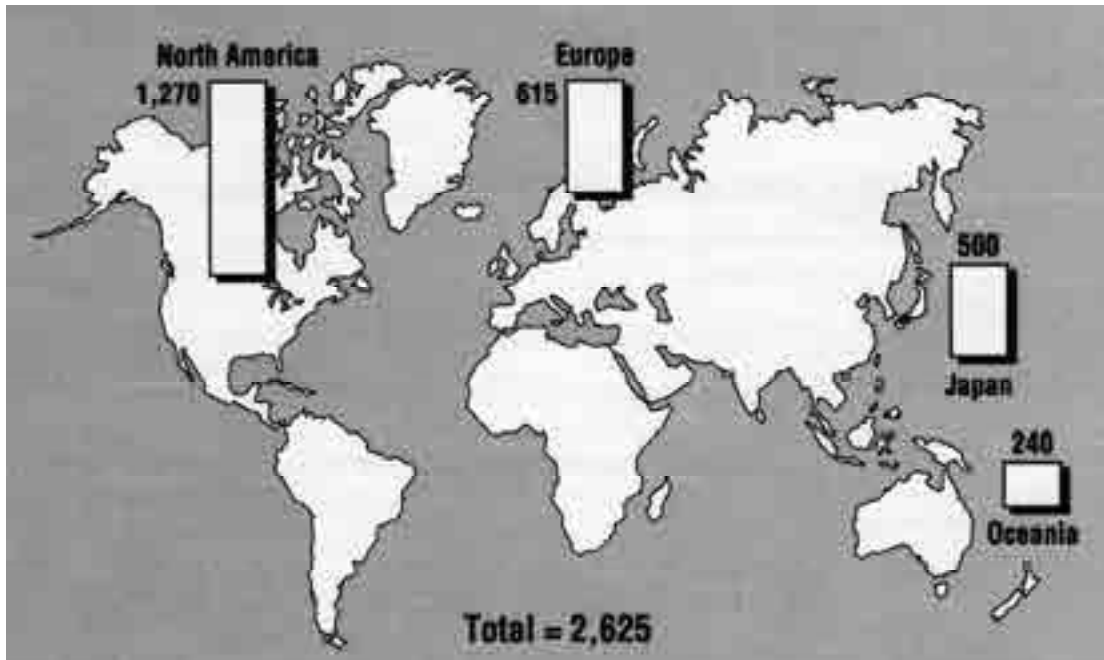 North America
1,270
Europe
615
500
Japan
240
Oceania
Total = 2,625